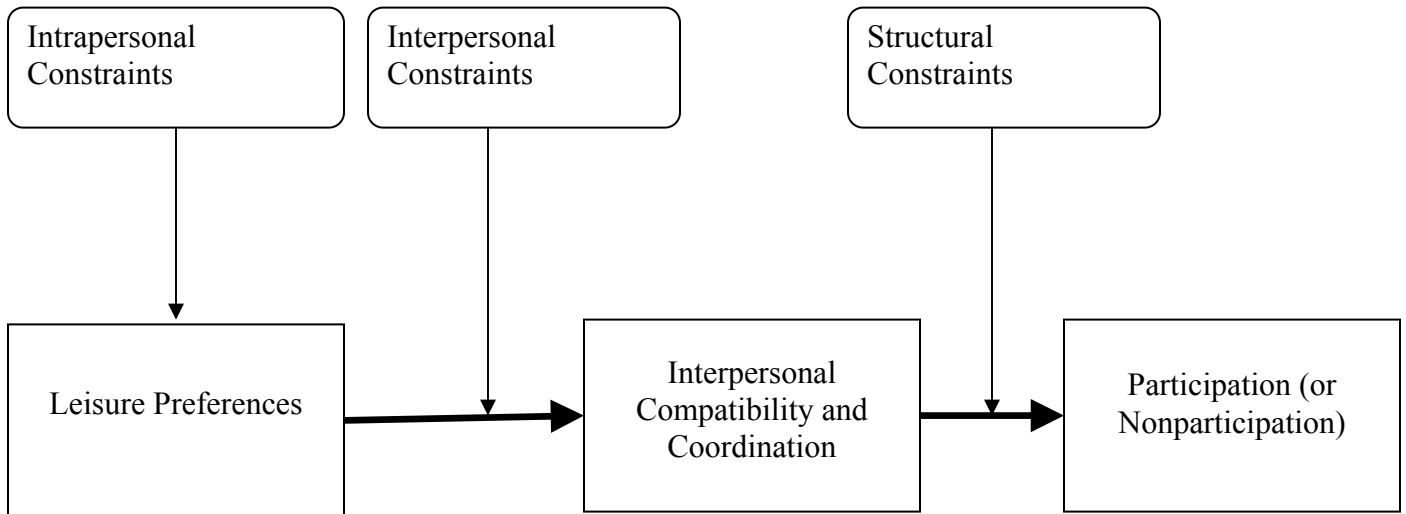 Intrapersonal
Constraints
Interpersonal
Constraints
Structural
Constraints
Leisure Preferences
Interpersonal
Compatibility and
Coordination
Participation (or
Nonparticipation)